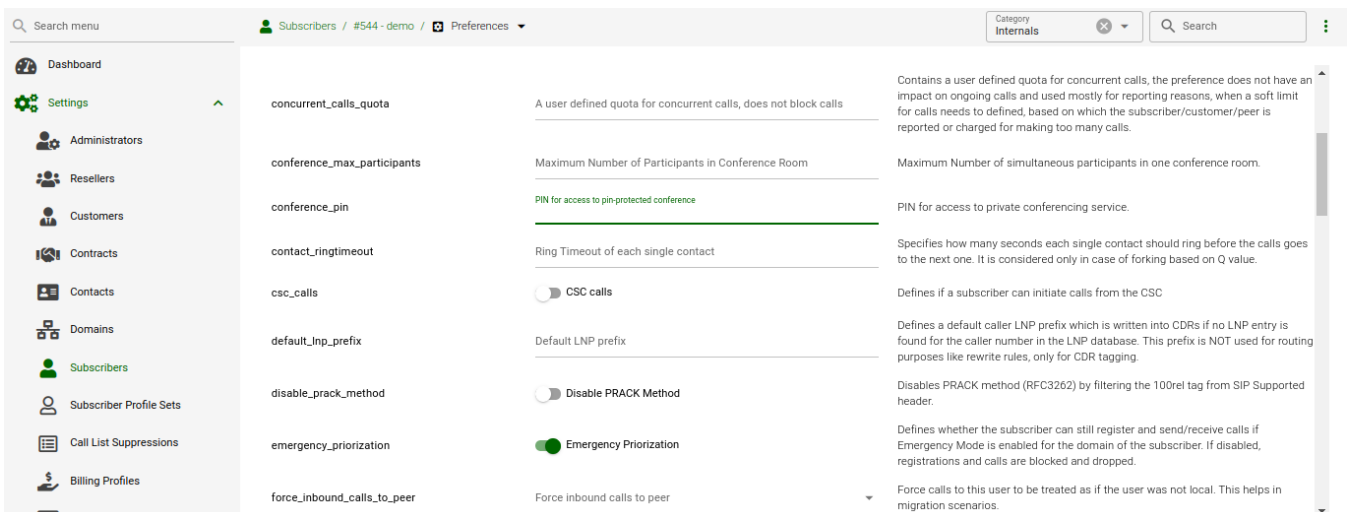 Search menu
Subscribers / #544 - demo / Preferences
Category
Internals
Search
Dashboard
Settings
Administrators
Resellers
Customers
Contracts
Contacts
Domains
Subscribers
Subscriber Profile Sets
Call List Suppressions
Billing Profiles
concurrent_calls_quota
A user defined quota for concurrent calls, does not block calls
Contains a user defined quota for concurrent calls, the preference does not have an
impact on ongoing calls and used mostly for reporting reasons, when a soft limit
for calls needs to defined, based on which the subscriber/customer/peer is
reported or charged for making too many calls.
conference_max_participants
Maximum Number of Participants in Conference Room
Maximum Number of simultaneous participants in one conference room.
conference_pin
PIN for access to pin-protected conference
PIN for access to private conferencing service.
contact_ringtimeout
Ring Timeout of each single contact
Specifies how many seconds each single contact should ring before the calls goes
to the next one. It is considered only in case of forking based on Q value.
csc_calls
CSC calls
Defines if a subscriber can initiate calls from the CSC
default_lnp_prefix
Default LNP prefix
Defines a default caller LNP prefix which is written into CDRs if no LNP entry is
found for the caller number in the LNP database. This prefix is NOT used for routing
purposes like rewrite rules, only for CDR tagging.
disable_prack_method
Disable PRACK Method
Disables PRACK method (RFC3262) by filtering the 100rel tag from SIP Supported
header.
emergency_priorization
Emergency Priorization
Defines whether the subscriber can still register and send/receive calls if
Emergency Mode is enabled for the domain of the subscriber. If disabled,
registrations and calls are blocked and dropped.
force_inbound_calls_to_peer
Force inbound calls to peer
Force calls to this user to be treated as if the user was not local. This helps in
migration scenarios.